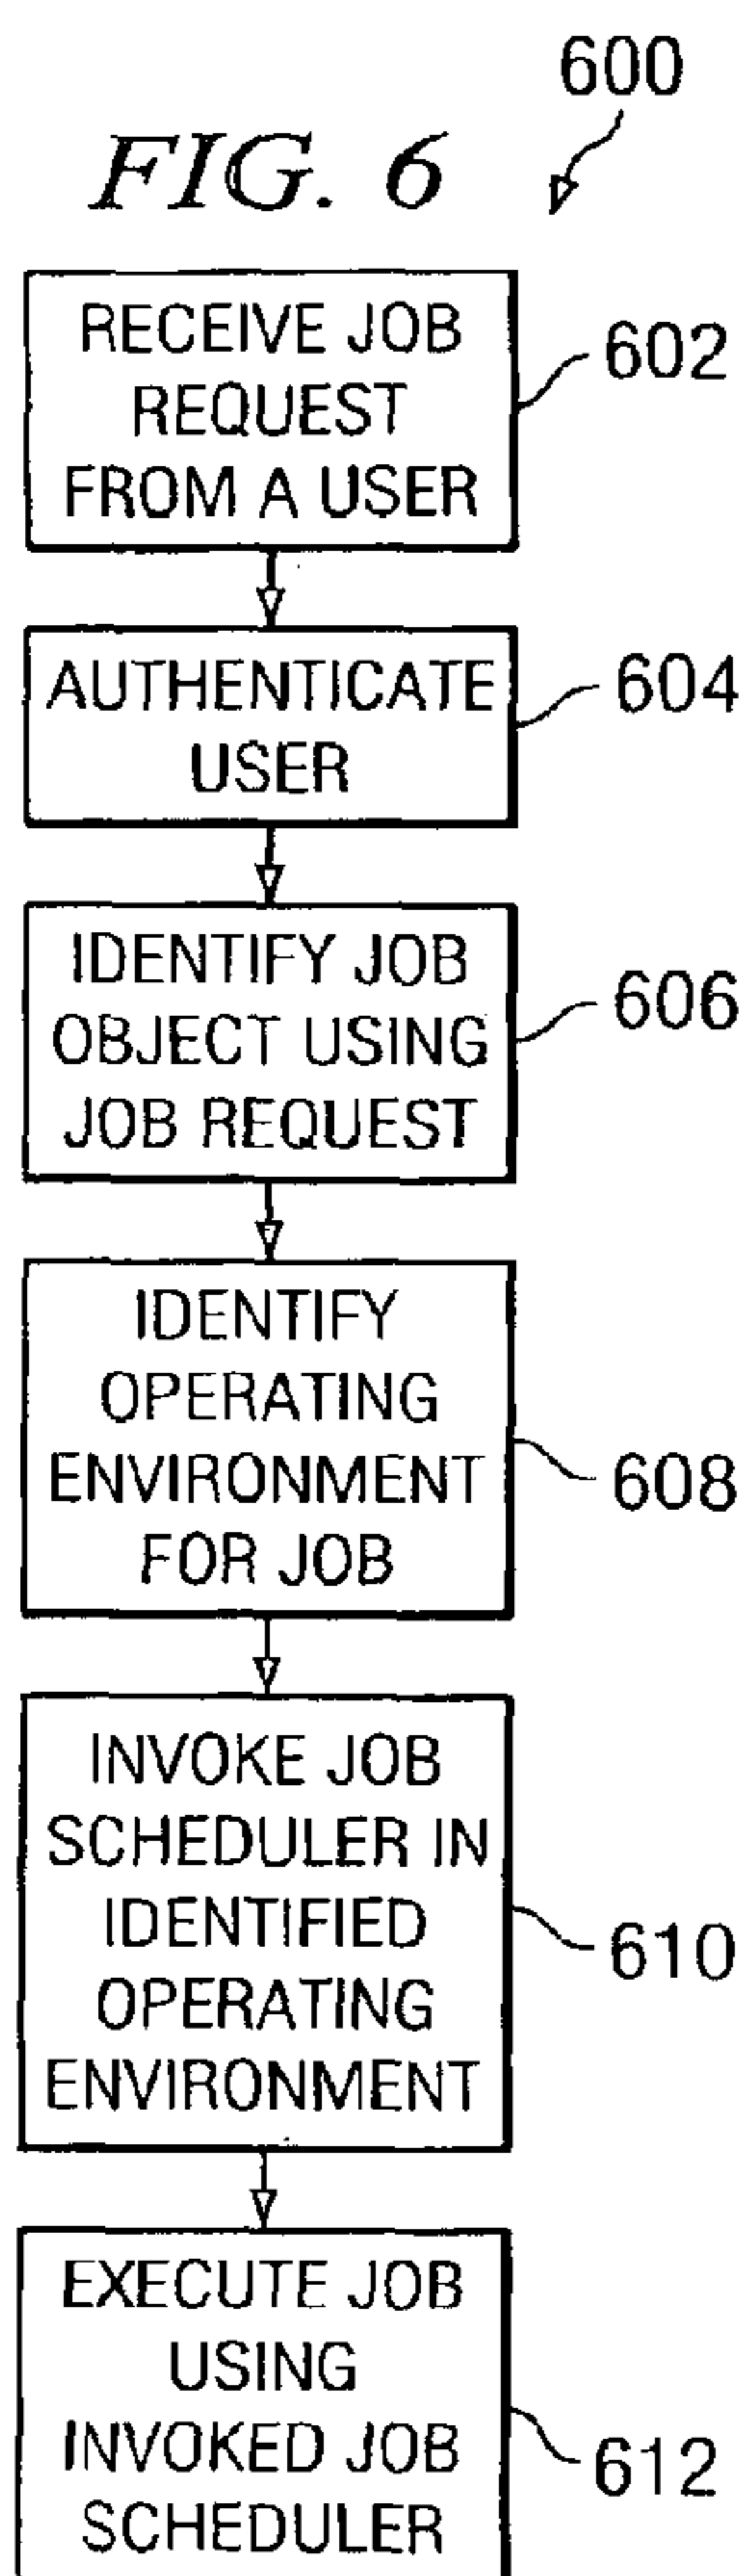 600
FIG. 6
RECEIVE JOB
REQUEST
FROM A USER
602
AUTHENTICATE
USER
604
IDENTIFY JOB
OBJECT USING
JOB REQUEST
606
IDENTIFY
OPERATING
ENVIRONMENT
FOR JOB
608
INVOKE JOB
SCHEDULER IN
IDENTIFIED
OPERATING
ENVIRONMENT
610
EXECUTE JOB
USING
INVOKED JOB
SCHEDULER
612